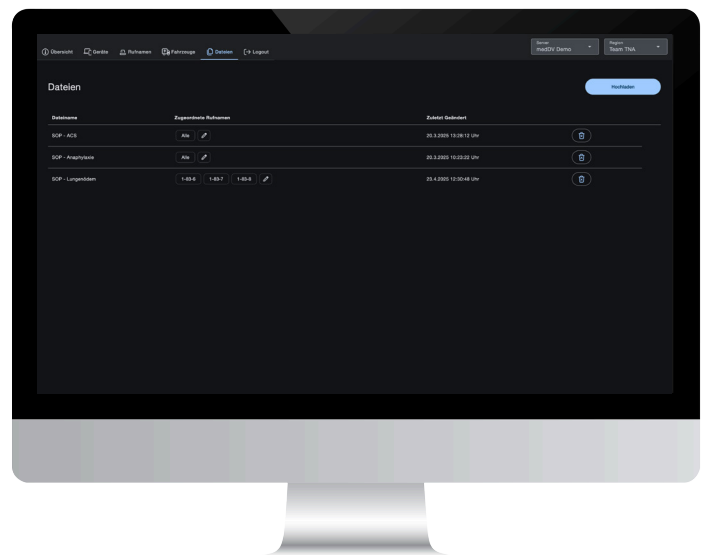 Übersicht Geräte Rufnamen Fahrzeuge Dateien Logout
Server
medDV Demo
Region
Team TNA
Dateien
Hochladen
Dateiname Zugeordnete Rufnamen Zuletzt Geändert
SOP - ACS Alle 20.3.2025 13:28:12 Uhr
SOP - Anaphylaxie Alle 20.3.2025 10:23:22 Uhr
SOP - Lungenödem 1-83-6 1-83-7 1-83-8 23.4.2025 12:30:48 Uhr